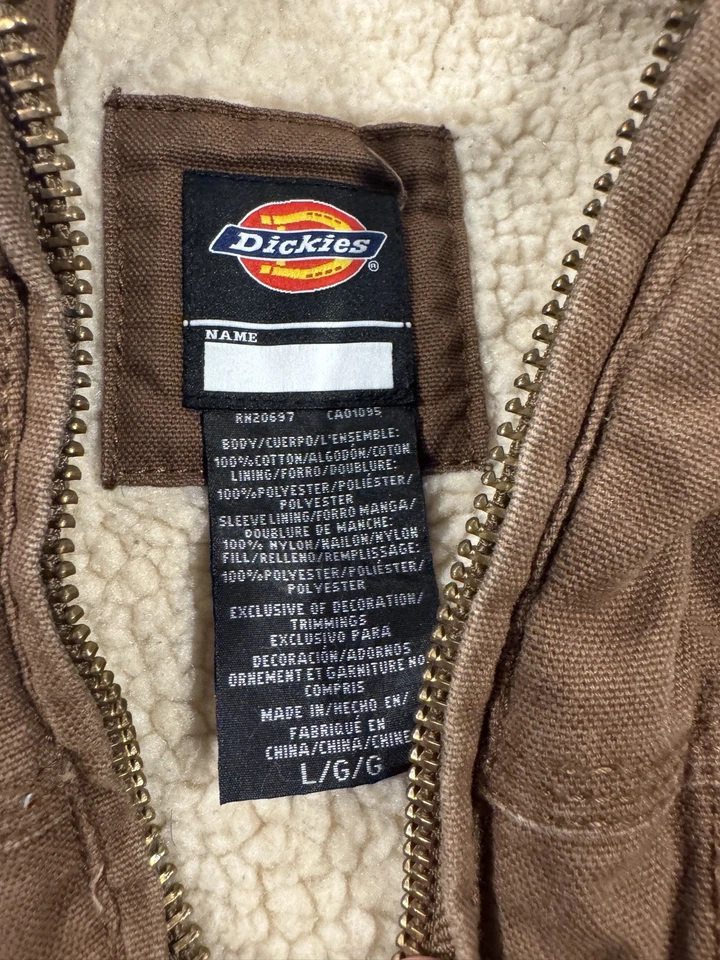 Dickies®
NAME
RN20697 CA01095
BODY/CUERPO/L'ENSEMBLE:
100%COTTON/ALGODÓN/COTON
LINING/FORRO/DOUBLURE:
100%POLYESTER/POLIÉSTER/
POLYESTER
SLEEVE LINING/FORRO MANGA/
DOUBLURE DE MANCHE:
100% NYLON/NAILON/NYLON
FILL/RELLENO/REMPLISSAGE:
100%POLYESTER/POLIÉSTER/
POLYESTER
EXCLUSIVE OF DECORATION/
TRIMMINGS
EXCLUSIVO PARA
DECORACIÓN/ADORNOS
ORNEMENT ET GARNITURE NO
COMPRIS
MADE IN/HECHO EN/
FABRIQUÉ EN
CHINA/CHINA/CHINE
L/G/G